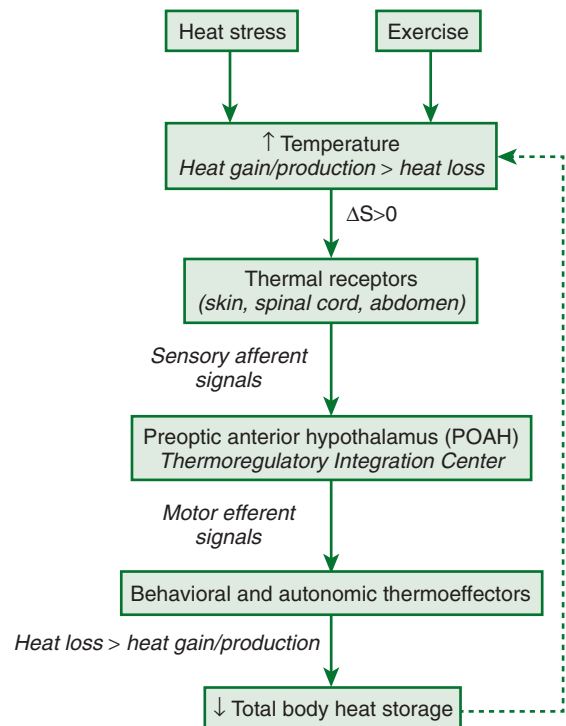 Heat stress
Exercise
↑ Temperature
Heat gain/production > heat loss
ΔS>0
Thermal receptors
(skin, spinal cord, abdomen)
Sensory afferent
signals
Preoptic anterior hypothalamus (POAH)
Thermoregulatory Integration Center
Motor efferent
signals
Behavioral and autonomic thermoeffectors
Heat loss > heat gain/production
↓ Total body heat storage